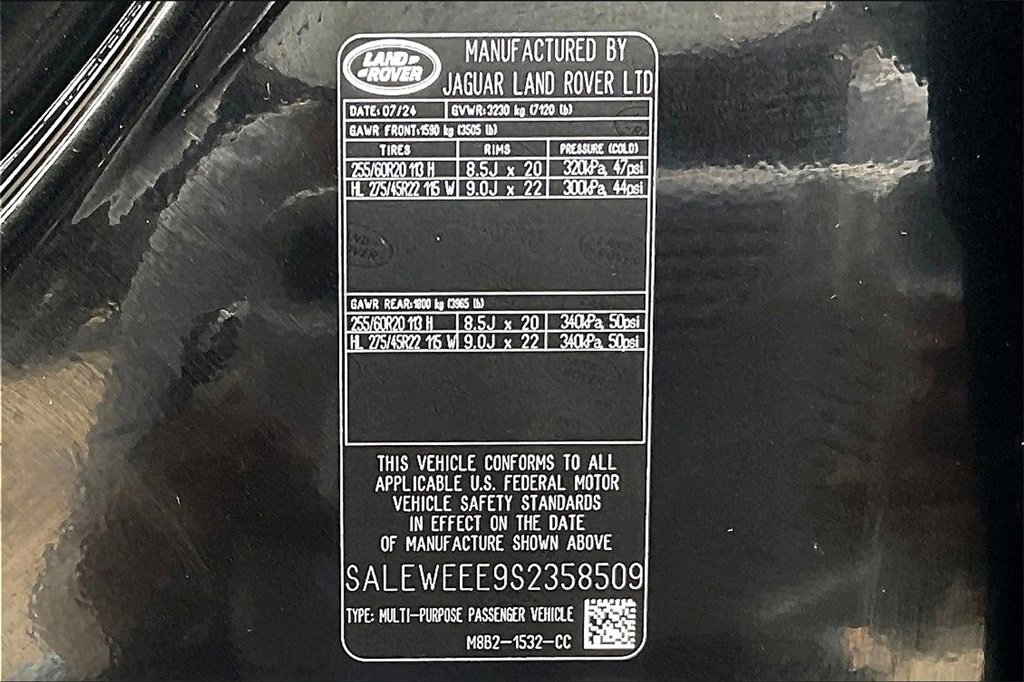 LAND ROVER
MANUFACTURED BY
JAGUAR LAND ROVER LTD
DATE: 07/24 GVWR: 3230 kg (7120 lb)
GAWR FRONT: 1590 kg (3505 lb)
TIRES RIMS PRESSURE (COLD)
255/60R20 113 H 8.5J x 20 320kPa, 47psi
HL 275/45R22 115 W 9.0J x 22 300kPa, 44psi
GAWR REAR: 1800 kg (3965 lb)
255/60R20 113 H 8.5J x 20 340kPa, 50psi
HL 275/45R22 115 W 9.0J x 22 340kPa, 50psi
THIS VEHICLE CONFORMS TO ALL
APPLICABLE U.S. FEDERAL MOTOR
VEHICLE SAFETY STANDARDS
IN EFFECT ON THE DATE
OF MANUFACTURE SHOWN ABOVE
SALEWEEE9S2358509
TYPE: MULTI-PURPOSE PASSENGER VEHICLE
M8B2-1532-CC